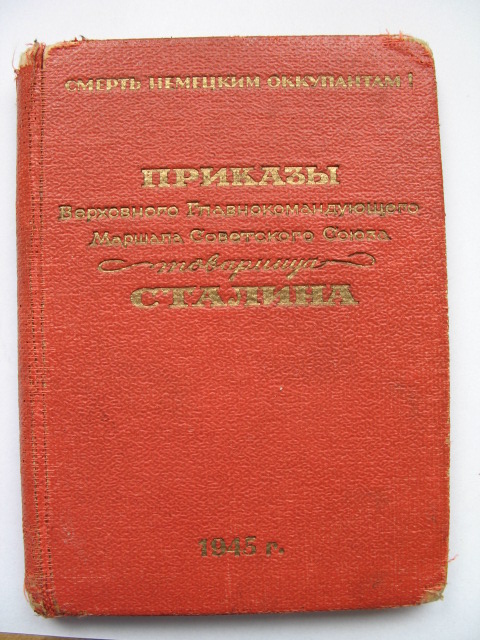 СМЕРТЬ НЕМЕЦКИМ ОККУПАНТАМ!
ПРИКАЗЫ
Верховного Главнокомандующего
Маршала Советского Союза
товарища
СТАЛИНА
1945 г.